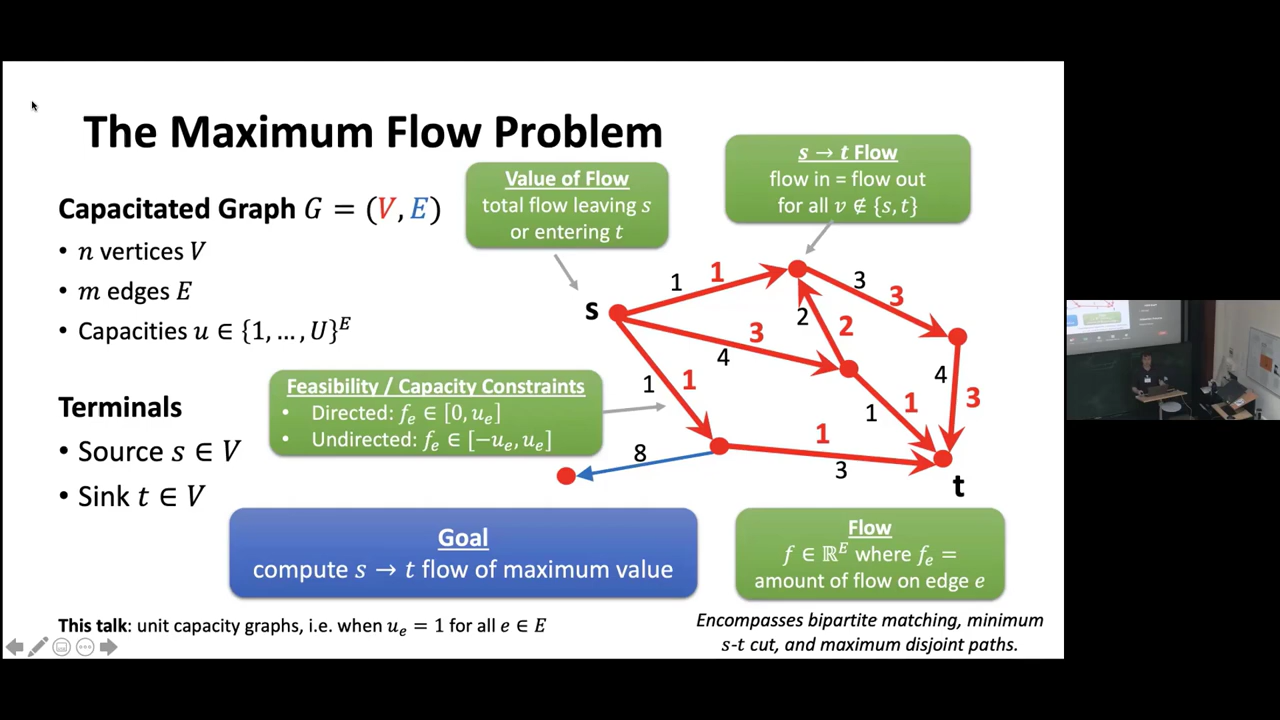 The Maximum Flow Problem
Capacitated Graph G = (V, E)
• n vertices V
• m edges E
• Capacities u ∈ {1, …, U}^E
Terminals
• Source s ∈ V
• Sink t ∈ V
Value of Flow
total flow leaving s
or entering t
s → t Flow
flow in = flow out
for all v ∉ {s, t}
Feasibility / Capacity Constraints
• Directed: f_e ∈ [0, u_e]
• Undirected: f_e ∈ [−u_e, u_e]
s
1 1
3
4
1 1
2 2
3 3
4 3
1 1
1
3
8
t
Goal
compute s → t flow of maximum value
Flow
f ∈ ℝ^E where f_e =
amount of flow on edge e
This talk: unit capacity graphs, i.e. when u_e = 1 for all e ∈ E
Encompasses bipartite matching, minimum
s-t cut, and maximum disjoint paths.